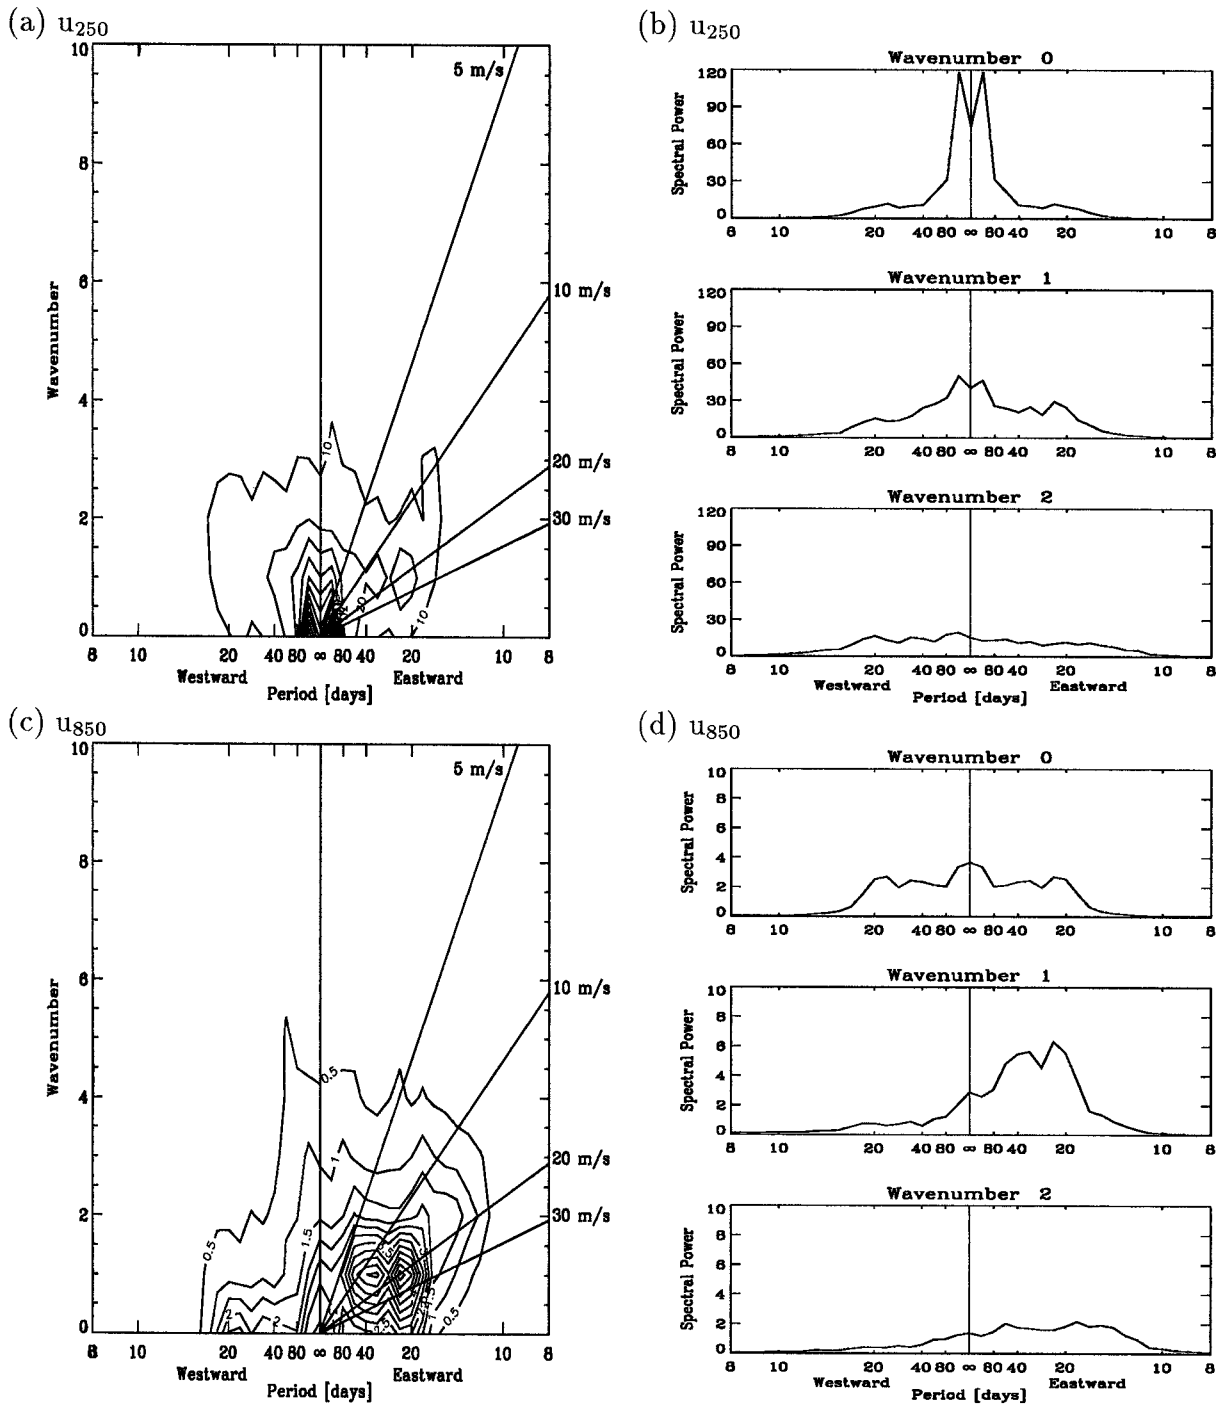 (a) u250
10
8
6
4
2
0
Wavenumber
5 m/s
10 m/s
20 m/s
30 m/s
10
20
10
8 10 20 40 80 ∞ 80 40 20 10 8
Westward Eastward
Period [days]
(b) u250
Wavenumber 0
Spectral Power
120
90
60
30
0
8 10 20 40 80 ∞ 80 40 20 10 8
Wavenumber 1
Spectral Power
120
90
60
30
0
8 10 20 40 80 ∞ 80 40 20 10 8
Wavenumber 2
Spectral Power
120
90
60
30
0
8 10 20 40 80 ∞ 80 40 20 10 8
Westward Eastward
Period [days]
(c) u850
10
8
6
4
2
0
Wavenumber
5 m/s
10 m/s
20 m/s
30 m/s
0.5
1
1.5
0.5
2
2
2.5
1
0.5
8 10 20 40 80 ∞ 80 40 20 10 8
Westward Eastward
Period [days]
(d) u850
Wavenumber 0
Spectral Power
10
8
6
4
2
0
8 10 20 40 80 ∞ 80 40 20 10 8
Wavenumber 1
Spectral Power
10
8
6
4
2
0
8 10 20 40 80 ∞ 80 40 20 10 8
Wavenumber 2
Spectral Power
10
8
6
4
2
0
8 10 20 40 80 ∞ 80 40 20 10 8
Westward Eastward
Period [days]